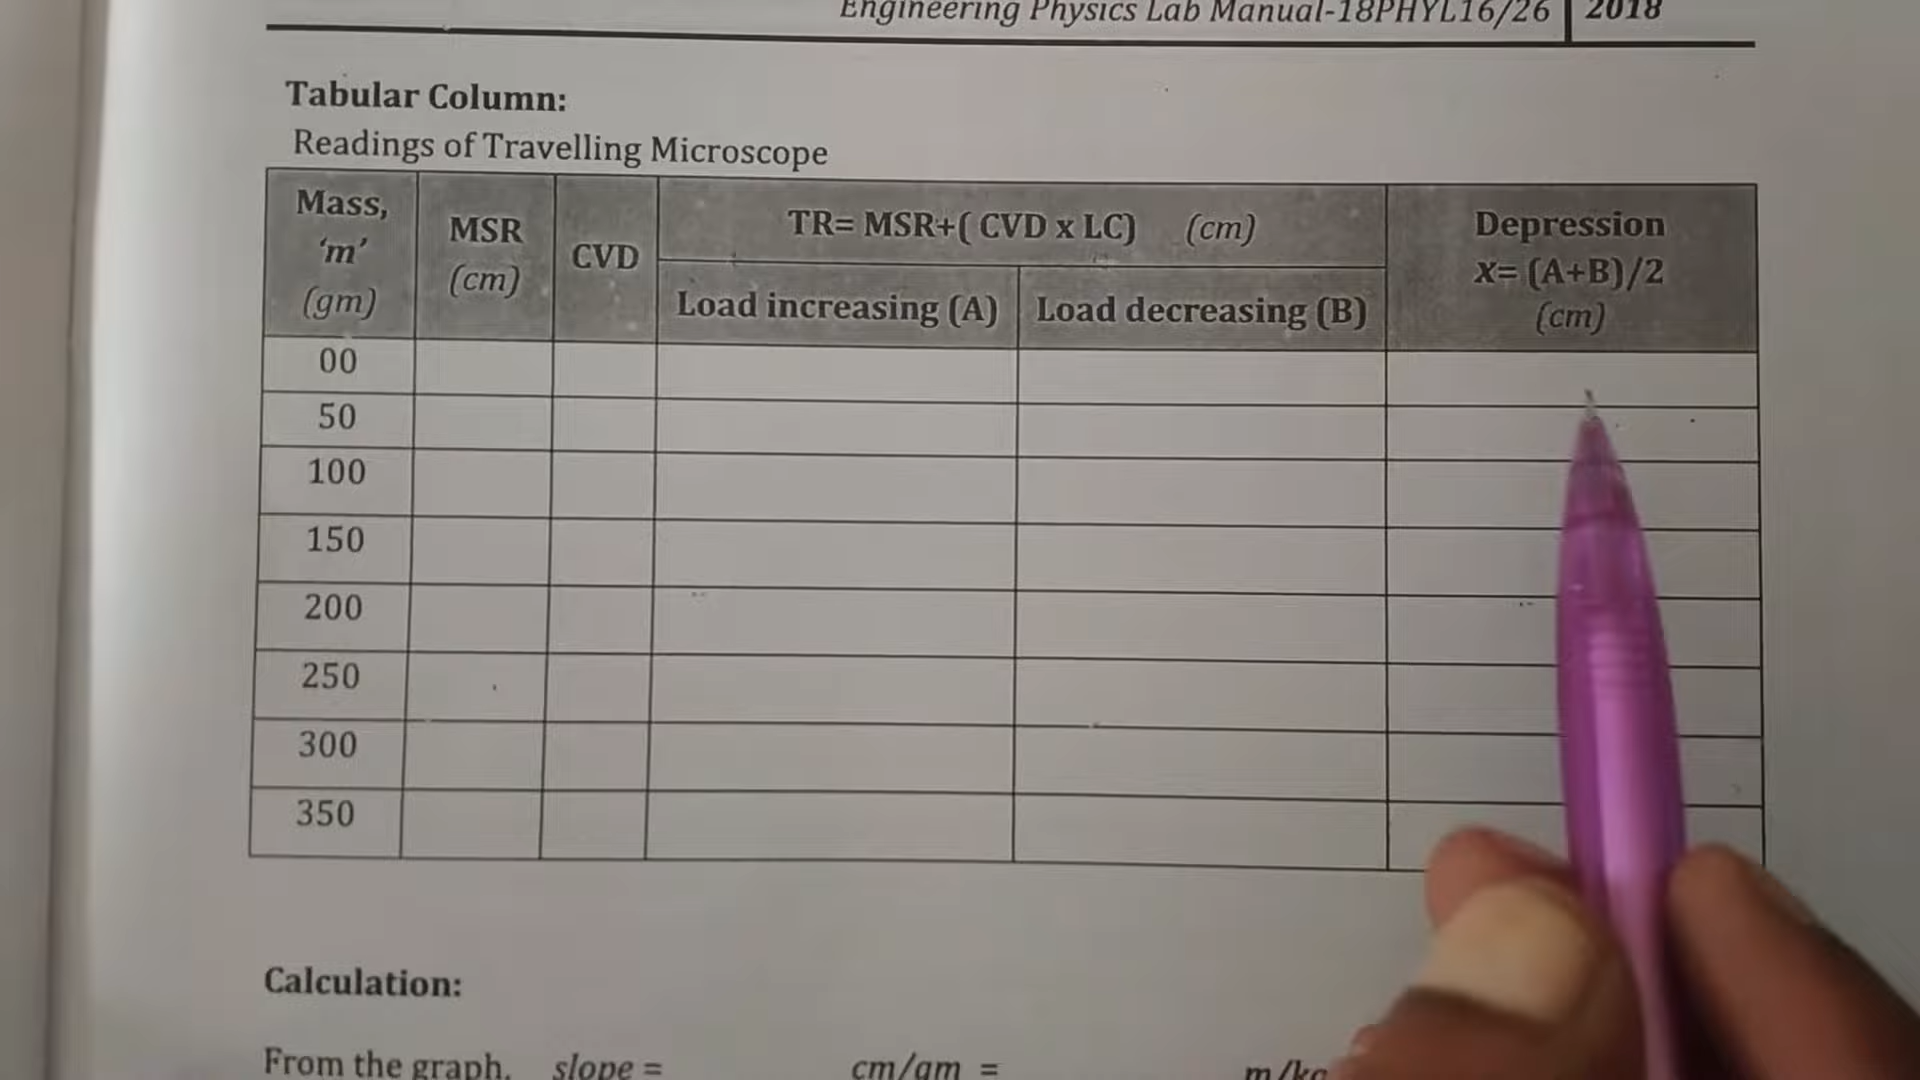 Engineering Physics Lab Manual-18PHYL16/26 2018
Tabular Column:
Readings of Travelling Microscope
Mass, 'm' (gm) MSR (cm) CVD TR= MSR+( CVD x LC) (cm) Depression x= (A+B)/2 (cm)
Load increasing (A) Load decreasing (B)
00
50
100
150
200
250
300
350
Calculation:
From the graph, slope = cm/gm = m/kg